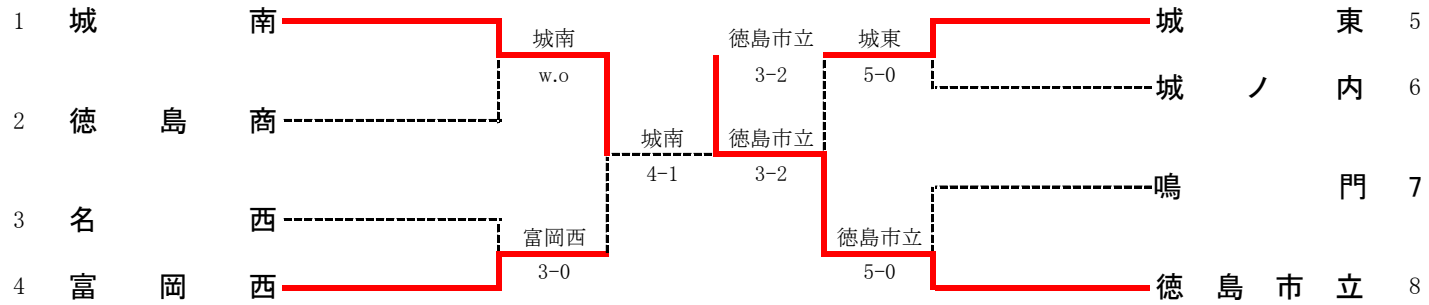 1 城南
2 徳島商
3 名西
4 富岡西
城南
w.o
富岡西
3-0
城南
4-1
徳島市立
3-2
徳島市立
3-2
城東
5-0
徳島市立
5-0
城東 5
城ノ内 6
鳴門 7
徳島市立 8